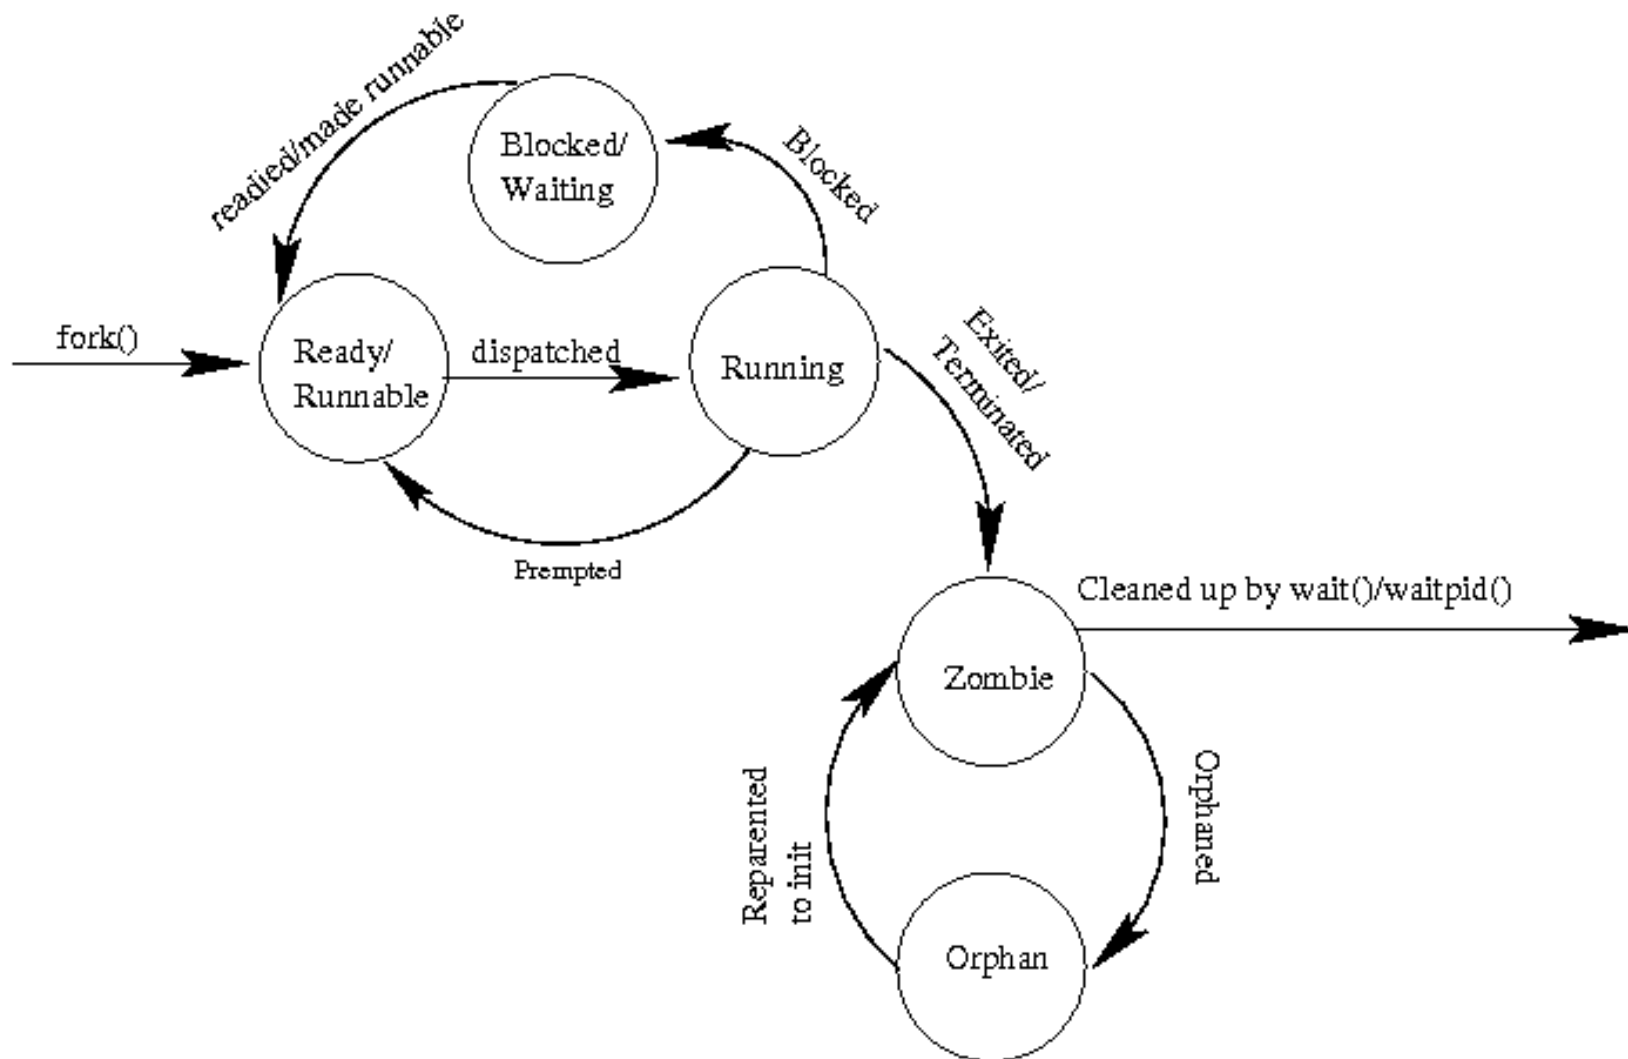 readied/made runnable
Blocked/
Waiting
Blocked
fork()
Ready/
Runnable
dispatched
Running
Exited/
Terminated
Prempted
Cleaned up by wait()/waitpid()
Zombie
Reparented
to init
Orphaned
Orphan